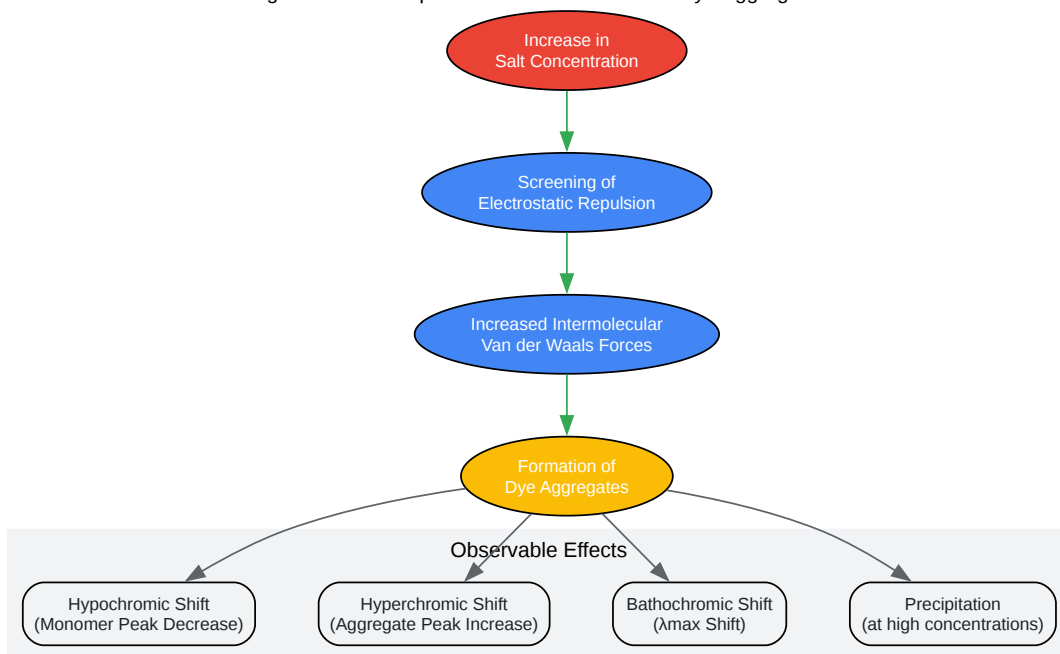 Increase in
Salt Concentration
Screening of
Electrostatic Repulsion
Increased Intermolecular
Van der Waals Forces
Formation of
Dye Aggregates
Observable Effects
Hypochromic Shift
(Monomer Peak Decrease)
Hyperchromic Shift
(Aggregate Peak Increase)
Bathochromic Shift
(λmax Shift)
Precipitation
(at high concentrations)